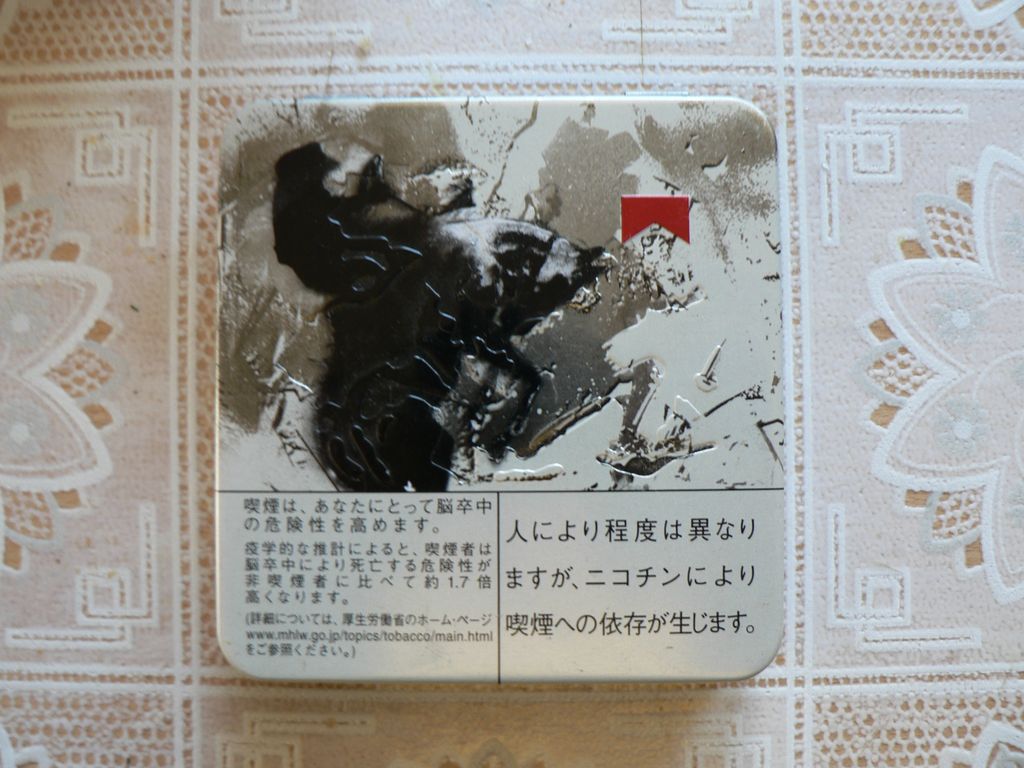 喫煙は、あなたにとって脳卒中
の危険性を高めます。
疫学的な推計によると、喫煙者は
脳卒中により死亡する危険性が
非喫煙者に比べて約1.7倍
高くなります。
(詳細については、厚生労働省のホーム・ページ
www.mhlw.go.jp/topics/tobacco/main.html
をご参照ください。)
人により程度は異なり
ますが、ニコチンにより
喫煙への依存が生じます。